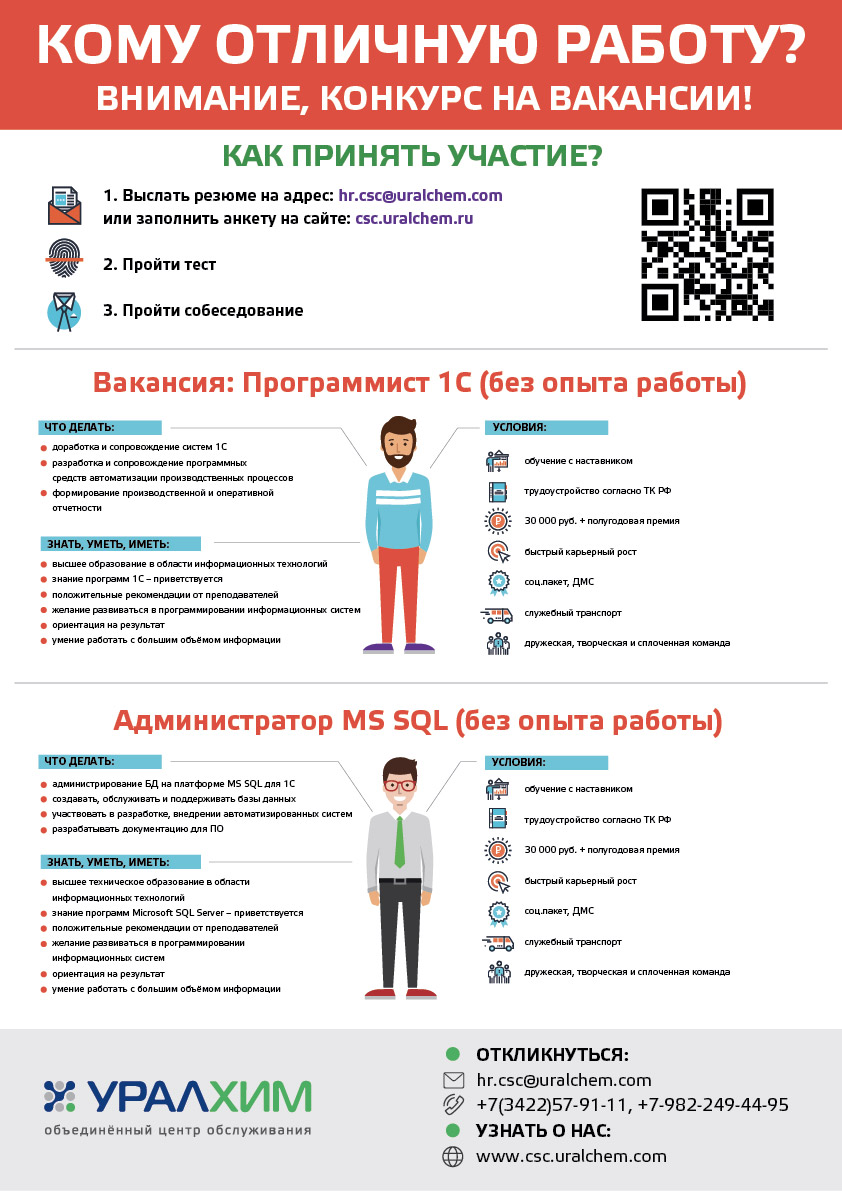 КОМУ ОТЛИЧНУЮ РАБОТУ?
ВНИМАНИЕ, КОНКУРС НА ВАКАНСИИ!
КАК ПРИНЯТЬ УЧАСТИЕ?
1. Выслать резюме на адрес: hr.csc@uralchem.com
или заполнить анкету на сайте: csc.uralchem.ru
2. Пройти тест
3. Пройти собеседование
Вакансия: Программист 1С (без опыта работы)
ЧТО ДЕЛАТЬ:
доработка и сопровождение систем 1С
разработка и сопровождение программных
средств автоматизации производственных процессов
формирование производственной и оперативной
отчетности
ЗНАТЬ, УМЕТЬ, ИМЕТЬ:
высшее образование в области информационных технологий
знание программ 1С – приветствуется
положительные рекомендации от преподавателей
желание развиваться в программировании информационных систем
ориентация на результат
умение работать с большим объёмом информации
УСЛОВИЯ:
обучение с наставником
трудоустройство согласно ТК РФ
30 000 руб. + полугодовая премия
быстрый карьерный рост
соц.пакет, ДМС
служебный транспорт
дружеская, творческая и сплоченная команда
Администратор MS SQL (без опыта работы)
ЧТО ДЕЛАТЬ:
администрирование БД на платформе MS SQL для 1С
создавать, обслуживать и поддерживать базы данных
участвовать в разработке, внедрении автоматизированных систем
разрабатывать документацию для ПО
ЗНАТЬ, УМЕТЬ, ИМЕТЬ:
высшее техническое образование в области
информационных технологий
знание программ Microsoft SQL Server – приветствуется
положительные рекомендации от преподавателей
желание развиваться в программировании
информационных систем
ориентация на результат
умение работать с большим объёмом информации
УСЛОВИЯ:
обучение с наставником
трудоустройство согласно ТК РФ
30 000 руб. + полугодовая премия
быстрый карьерный рост
соц.пакет, ДМС
служебный транспорт
дружеская, творческая и сплоченная команда
УРАЛХИМ
объединённый центр обслуживания
ОТКЛИКНУТЬСЯ:
hr.csc@uralchem.com
+7(3422)57-91-11, +7-982-249-44-95
УЗНАТЬ О НАС:
www.csc.uralchem.com